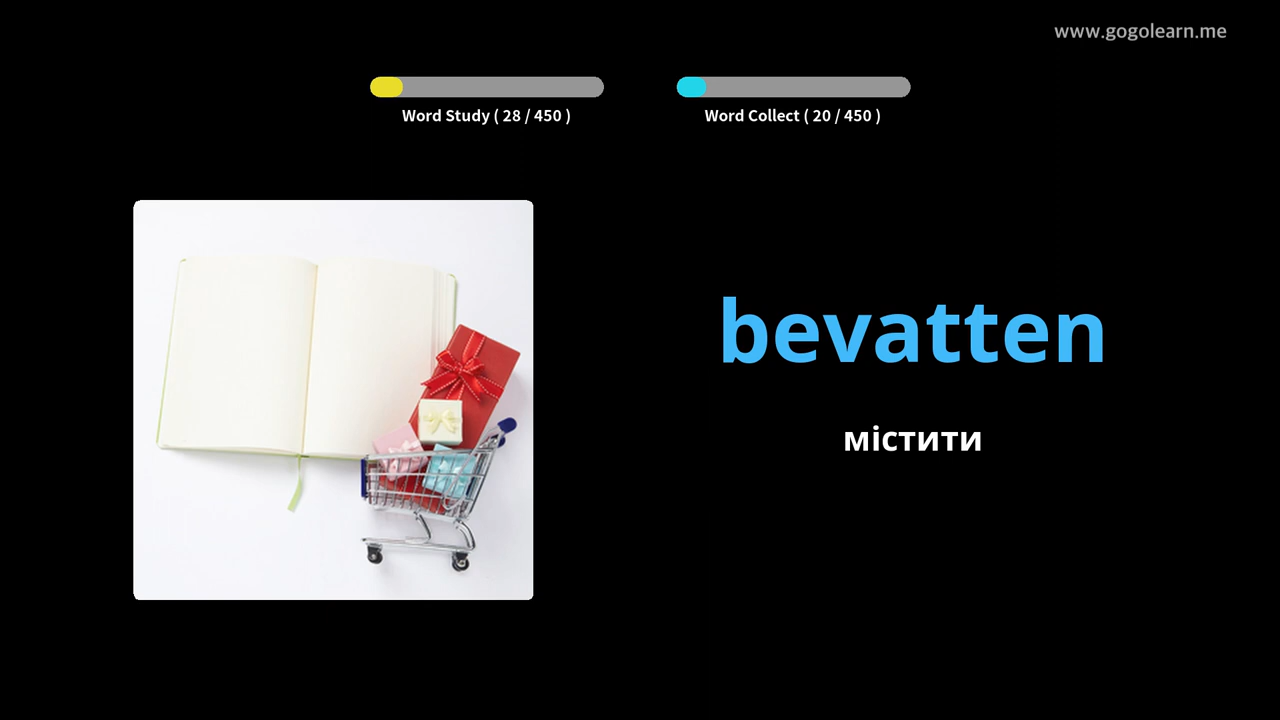 www.gogolearn.me
Word Study ( 28 / 450 )
Word Collect ( 20 / 450 )
bevatten
містити